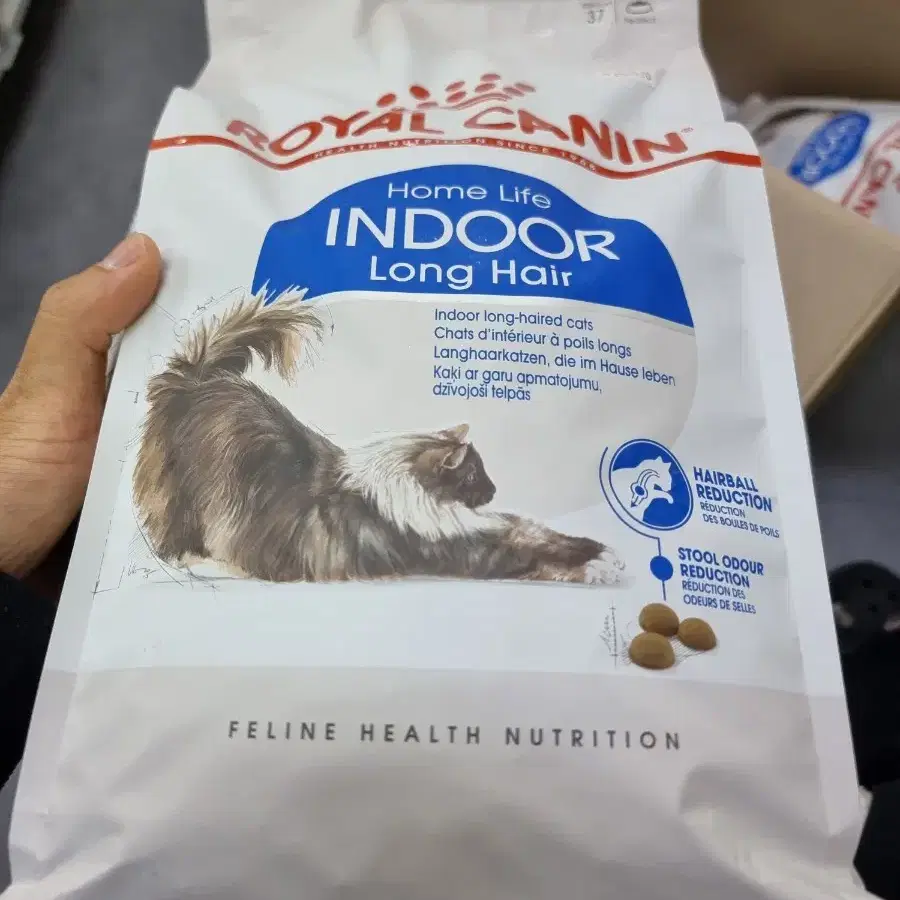 37
ROYAL CANIN
HEALTH NUTRITION SINCE 1968
Home Life
INDOOR
Long Hair
Indoor long-haired cats
Chats d'intérieur à poils longs
Langhaarkatzen, die im Hause leben
Kaķi ar garu apmatojumu,
dzīvojoši telpās
HAIRBALL
REDUCTION
RÉDUCTION
DES BOULES DE POILS
STOOL ODOUR
REDUCTION
RÉDUCTION DES
ODEURS DE SELLES
FELINE HEALTH NUTRITION